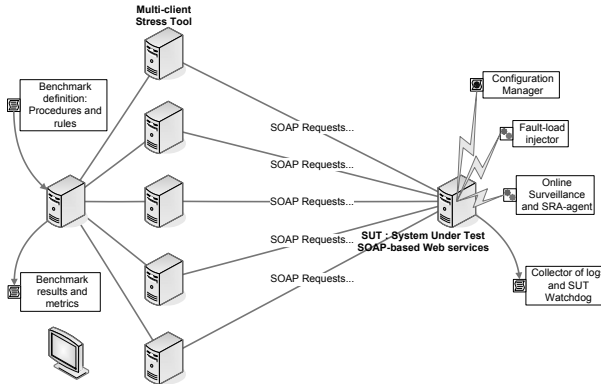 Multi-client
Stress Tool
Benchmark
definition:
Procedures and
rules
Configuration
Manager
SOAP Requests...
Fault-load
injector
SOAP Requests...
Online
Surveillance
and SRA-agent
SOAP Requests...
SUT : System Under Test
SOAP-based Web services
SOAP Requests...
Benchmark
results and
metrics
SOAP Requests...
Collector of log
and SUT
Watchdog